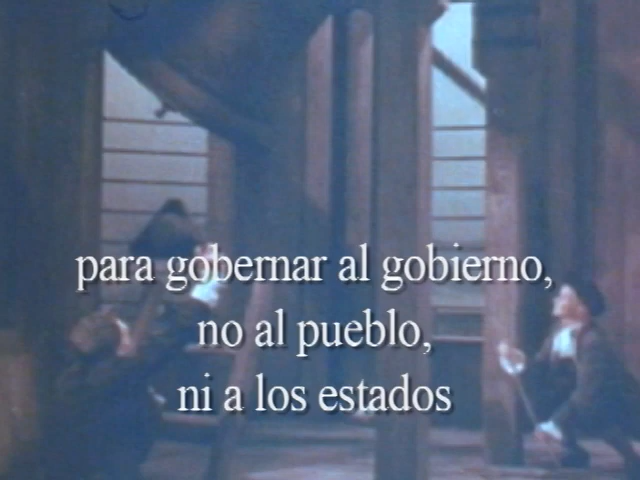 para gobernar al gobierno,
no al pueblo,
ni a los estados